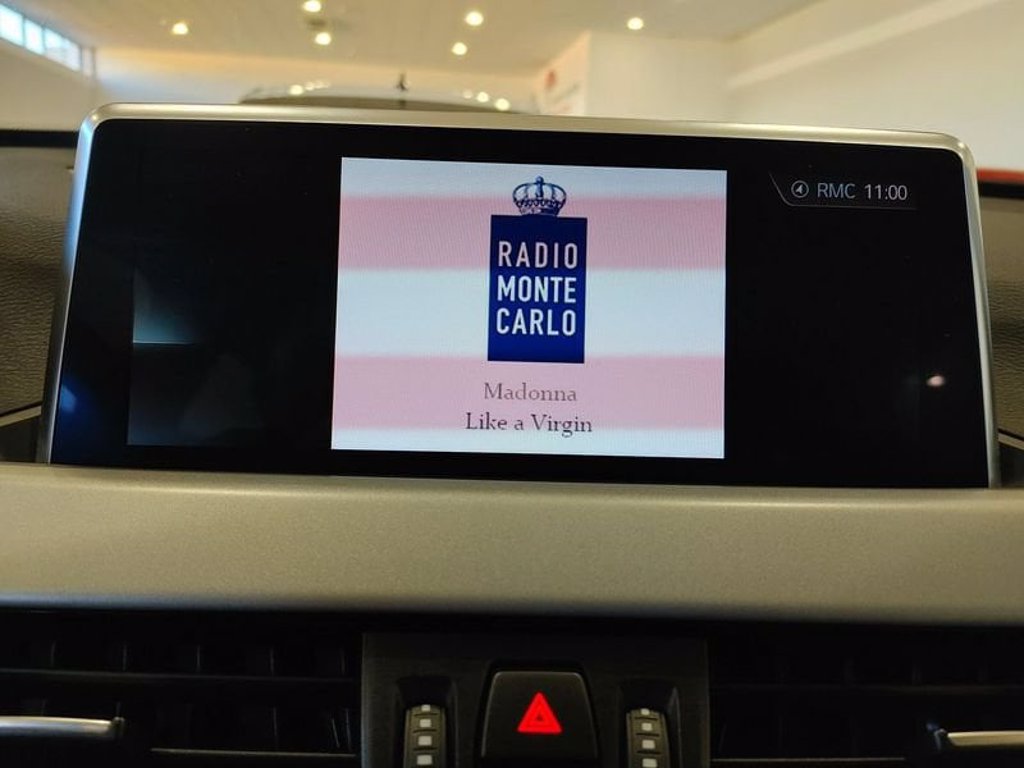 RADIO
MONTE
CARLO
Madonna
Like a Virgin
RMC 11:00